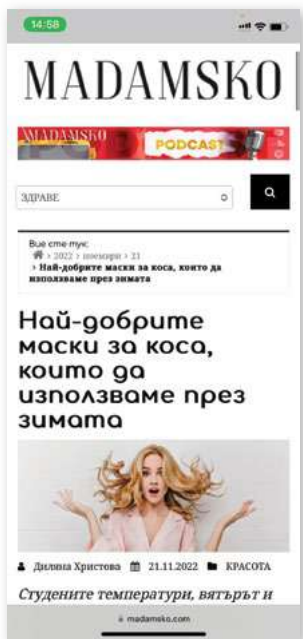 14:58
MADAMSKO
MADAMSKO PODCAST
ЗДРАВЕ
Вие сте тук:
> 2022 > ноември > 21
> Най-добрите маски за коса, които да
използваме през зимата
Най-добрите
маски за коса,
които да
използваме през
зимата
Диляна Христова 21.11.2022 КРАСОТА
Студените температури, вятърът и
madamsko.com